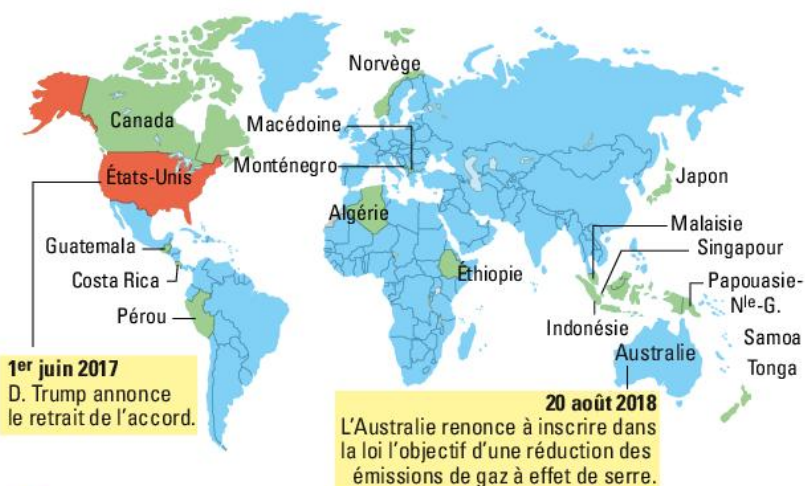 Norvège
Canada
Macédoine
États-Unis
Monténegro
Japon
Algérie
Malaisie
Guatemala
Singapour
Costa Rica
Éthiopie
Papouasie-
Nle-G.
Pérou
Indonésie
Samoa
Australie
Tonga
1er juin 2017
D. Trump annonce
le retrait de l'accord.
20 août 2018
L'Australie renonce à inscrire dans
la loi l'objectif d'une réduction des
émissions de gaz à effet de serre.